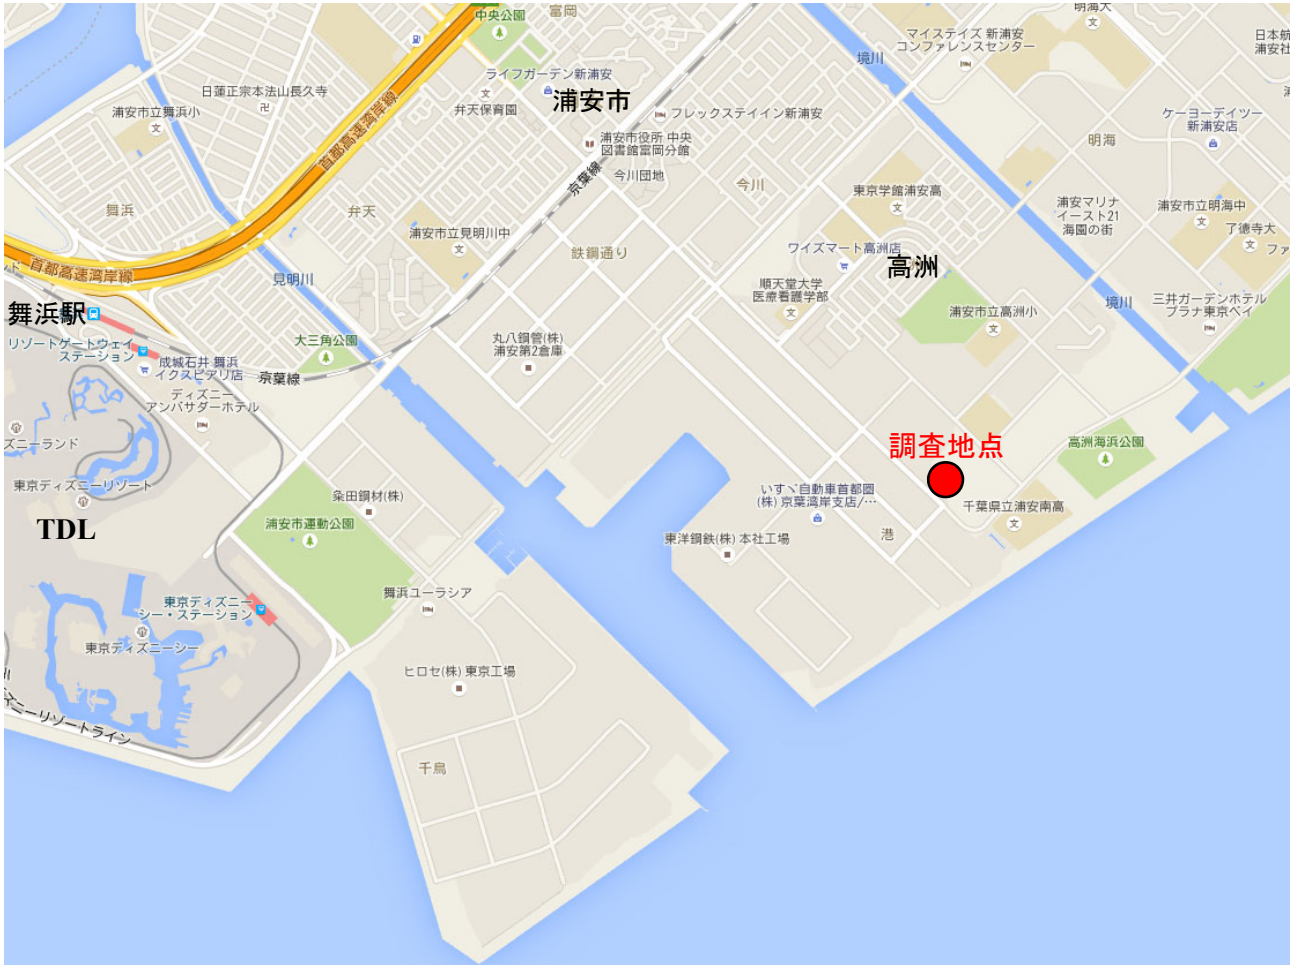 中央公園
富岡
明海大
マイステイズ 新浦安
コンファレンスセンター
日本航
浦安社
境川
ライフガーデン新浦安
日蓮正宗本法山長久寺
浦安市
弁天保育園
浦安市立舞浜小
フレックステイイン新浦安
ケーヨーデイツー
新浦安店
首都高速湾岸線
浦安市役所 中央
図書館富岡分館
明海
京葉線
今川団地
今川
東京学館浦安高
舞浜
弁天
浦安マリナ
イースト21
海園の街
浦安市立明海中
浦安市立見明川中
了徳寺大
ファ
鉄鋼通り
ワイズマート高洲店
高洲
首都高速湾岸線
見明川
順天堂大学
医療看護学部
境川
三井ガーデンホテル
プラナ東京ベイ
浦安市立高洲小
舞浜駅
リゾートゲートウェイ
ステーション
大三角公園
丸八鋼管(株)
浦安第2倉庫
成城石井 舞浜
イクスピアリ店
京葉線
ディズニー
アンバサダーホテル
ズニーランド
調査地点
高洲海浜公園
東京ディズニーリゾート
粂田鋼材(株)
いすゞ自動車首都圏
(株) 京葉湾岸支店/…
千葉県立浦安南高
TDL
浦安市運動公園
東洋鋼鉄(株) 本社工場
港
東京ディズニー
シー・ステーション
舞浜ユーラシア
東京ディズニーシー
ヒロセ(株) 東京工場
ズニーリゾートライン
千鳥